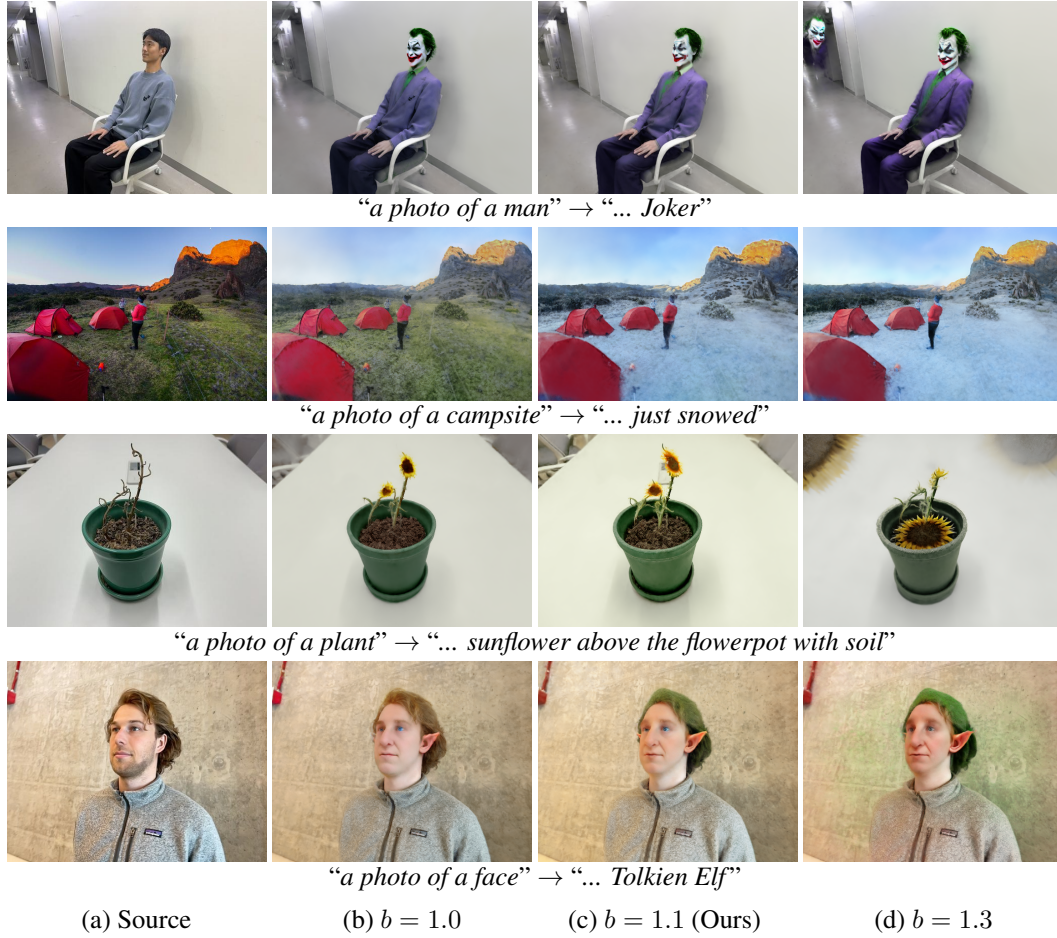 “a photo of a man” → “... Joker”
“a photo of a campsite” → “... just snowed”
“a photo of a plant” → “... sunflower above the flowerpot with soil”
“a photo of a face” → “... Tolkien Elf”
(a) Source (b) b = 1.0 (c) b = 1.1 (Ours) (d) b = 1.3